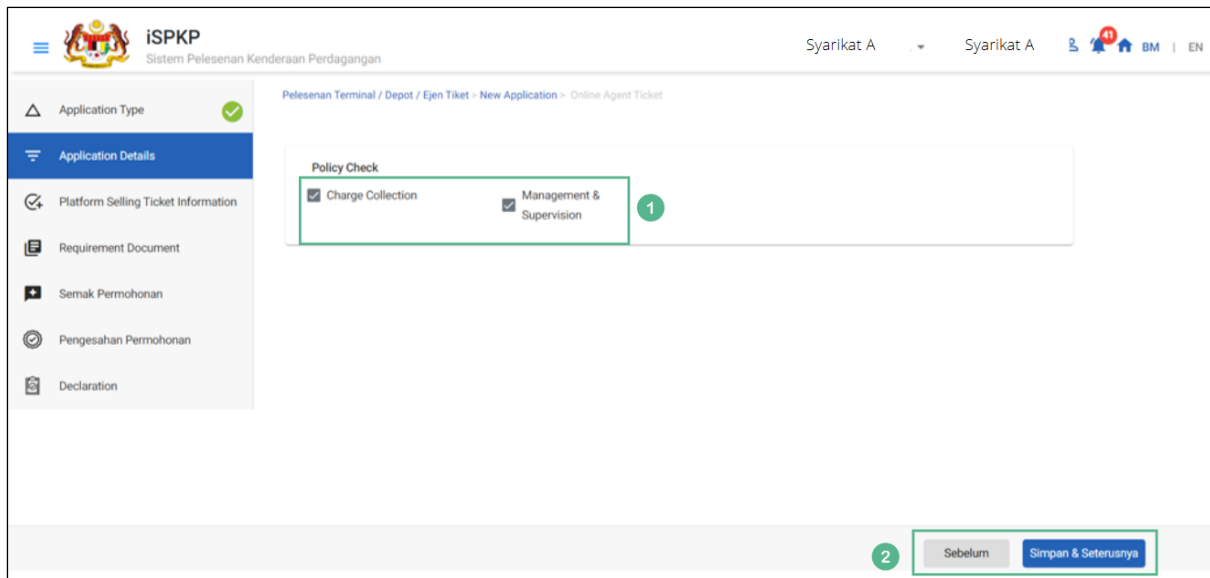 iSPKP
Sistem Pelesenan Kenderaan Perdagangan
Syarikat A
Syarikat A
41
BM | EN
Application Type
Application Details
Platform Selling Ticket Information
Requirement Document
Semak Permohonan
Pengesahan Permohonan
Declaration
Pelesenan Terminal / Depot / Ejen Tiket > New Application > Online Agent Ticket
Policy Check
Charge Collection
Management &
Supervision
1
2
Sebelum
Simpan & Seterusnya